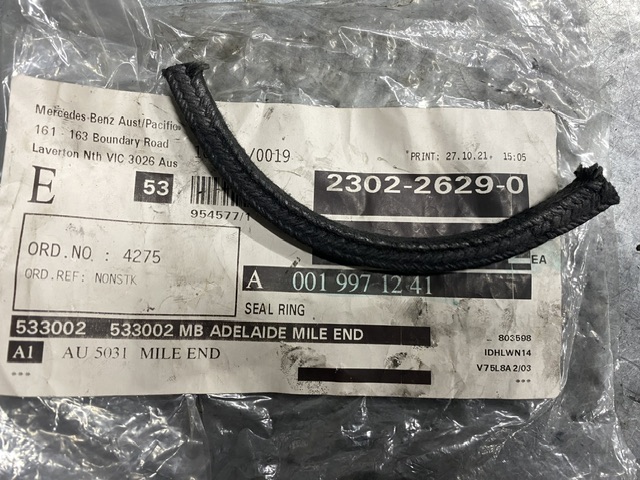 Mercedes-Benz Aust/Pacific
161 - 163 Boundary Road
Laverton Nth VIC 3026 Aus
/0019
*PRINT: 27.10.21 * 15:05
E
53
2302-2629-0
954577/1
EA
ORD.NO : 4275
ORD.REF: NONSTK
A 001 997 12 41
SEAL RING
533002 533002 MB ADELAIDE MILE END
803598
A1 AU 5031 MILE END
IDHLWN14
V75L8A2/03
***
***